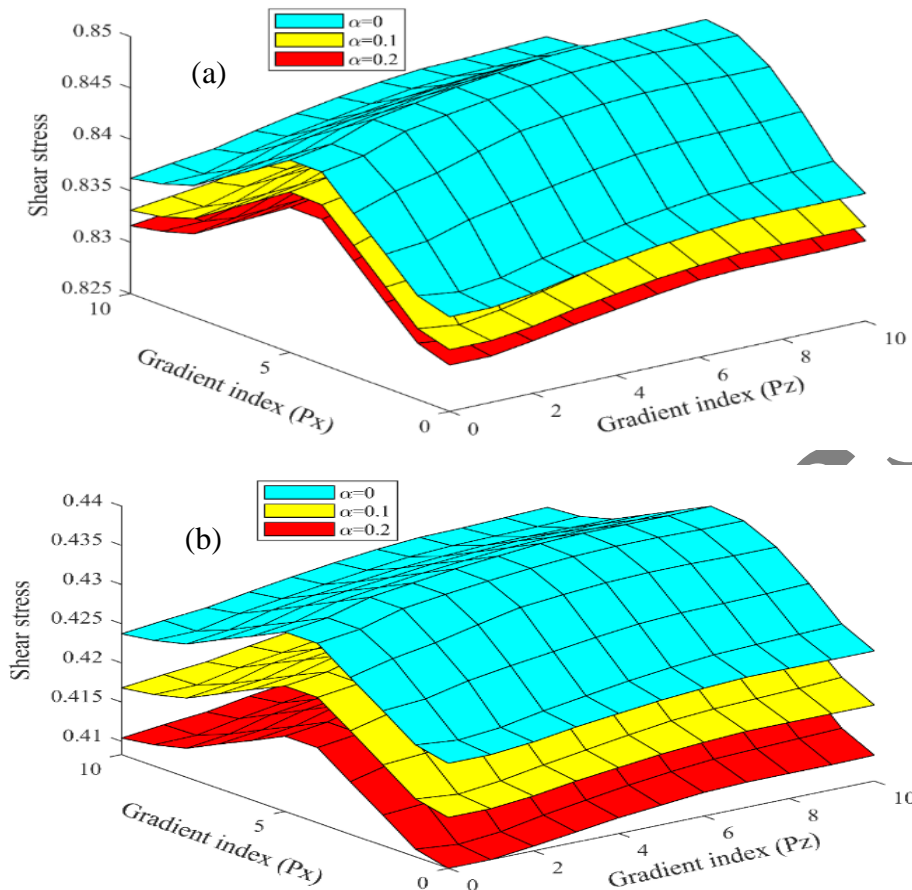 0.85
0.845
0.84
0.835
0.83
0.825
Shear stress
(a)
α=0
α=0.1
α=0.2
10
5
0
Gradient index (Px)
0
2
4
6
8
10
Gradient index (Pz)
0.44
0.435
0.43
0.425
0.42
0.415
0.41
Shear stress
(b)
α=0
α=0.1
α=0.2
10
5
0
Gradient index (Px)
0
2
4
6
8
10
Gradient index (Pz)